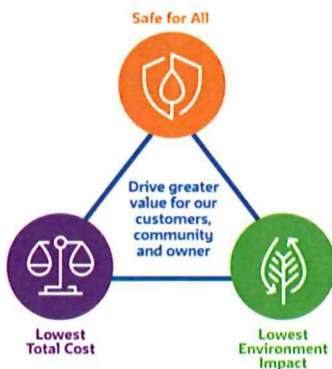 Safe for All
Drive greater
value for our
customers,
community
and owner
Lowest
Total Cost
Lowest
Environment
Impact